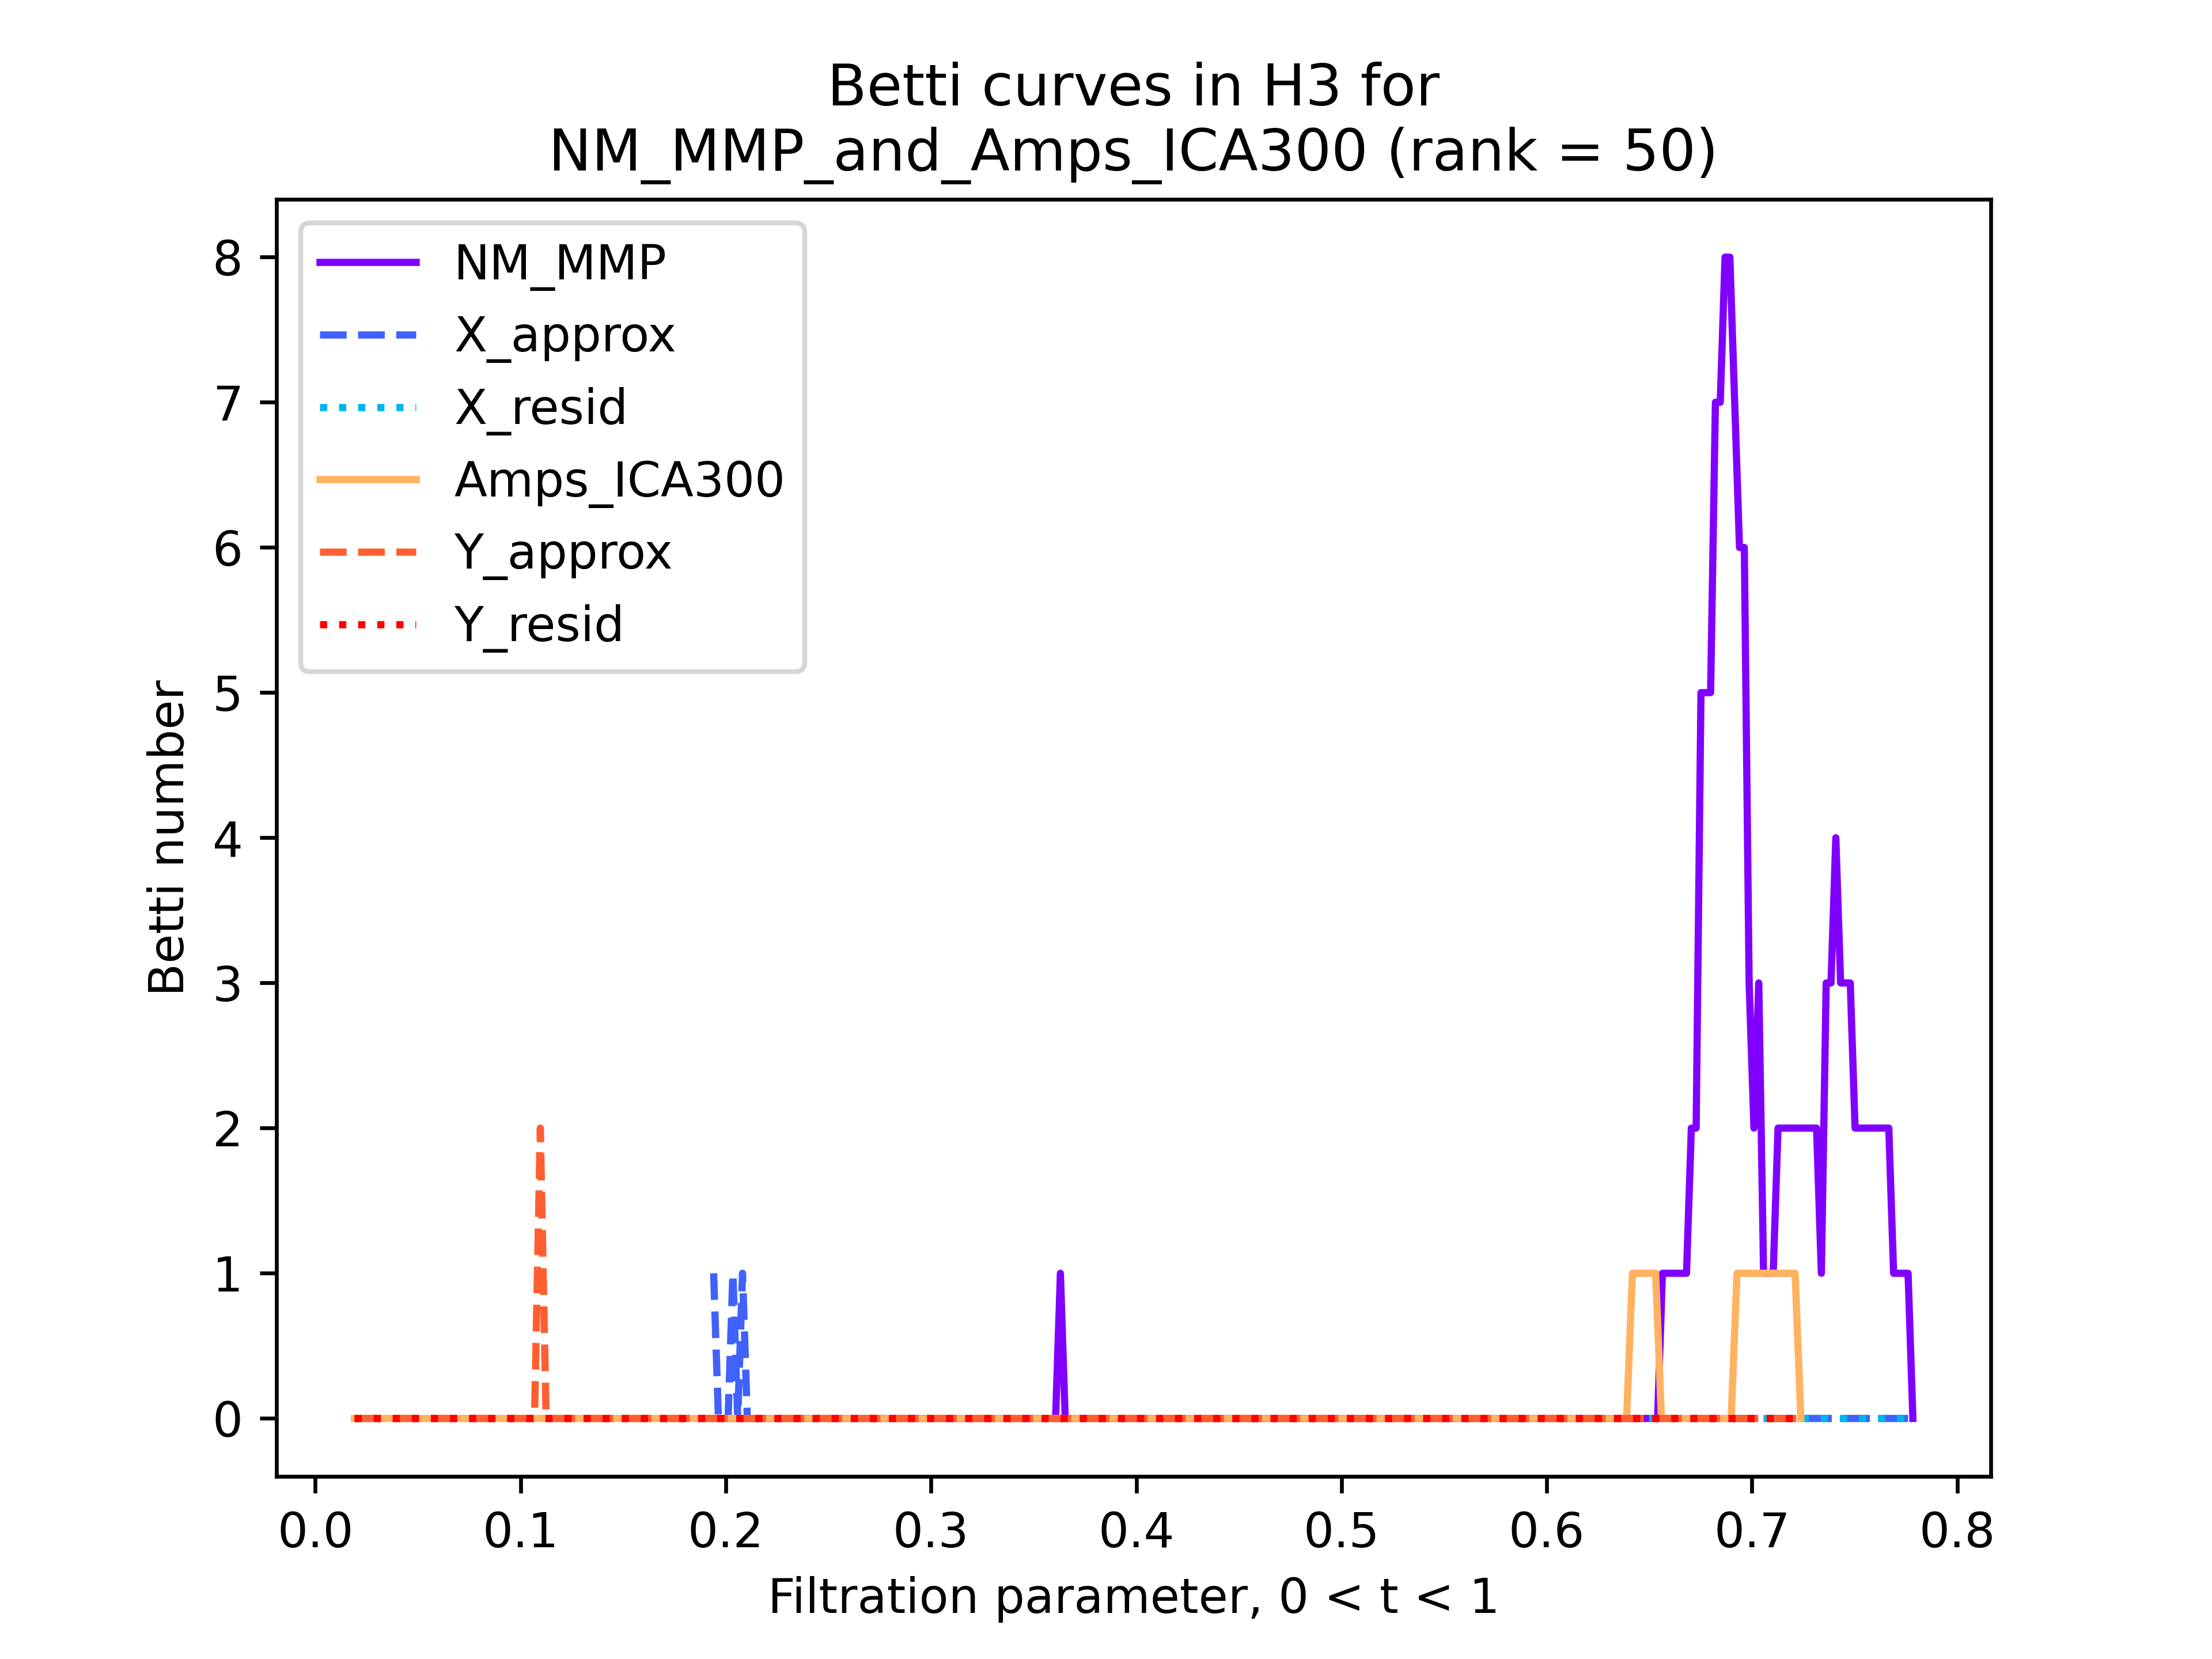 Betti curves in H3 for
NM_MMP_and_Amps_ICA300 (rank = 50)
NM_MMP
X_approx
X_resid
Amps_ICA300
Y_approx
Y_resid
Betti number
8
7
6
5
4
3
2
1
0
0.0 0.1 0.2 0.3 0.4 0.5 0.6 0.7 0.8
Filtration parameter, 0 < t < 1